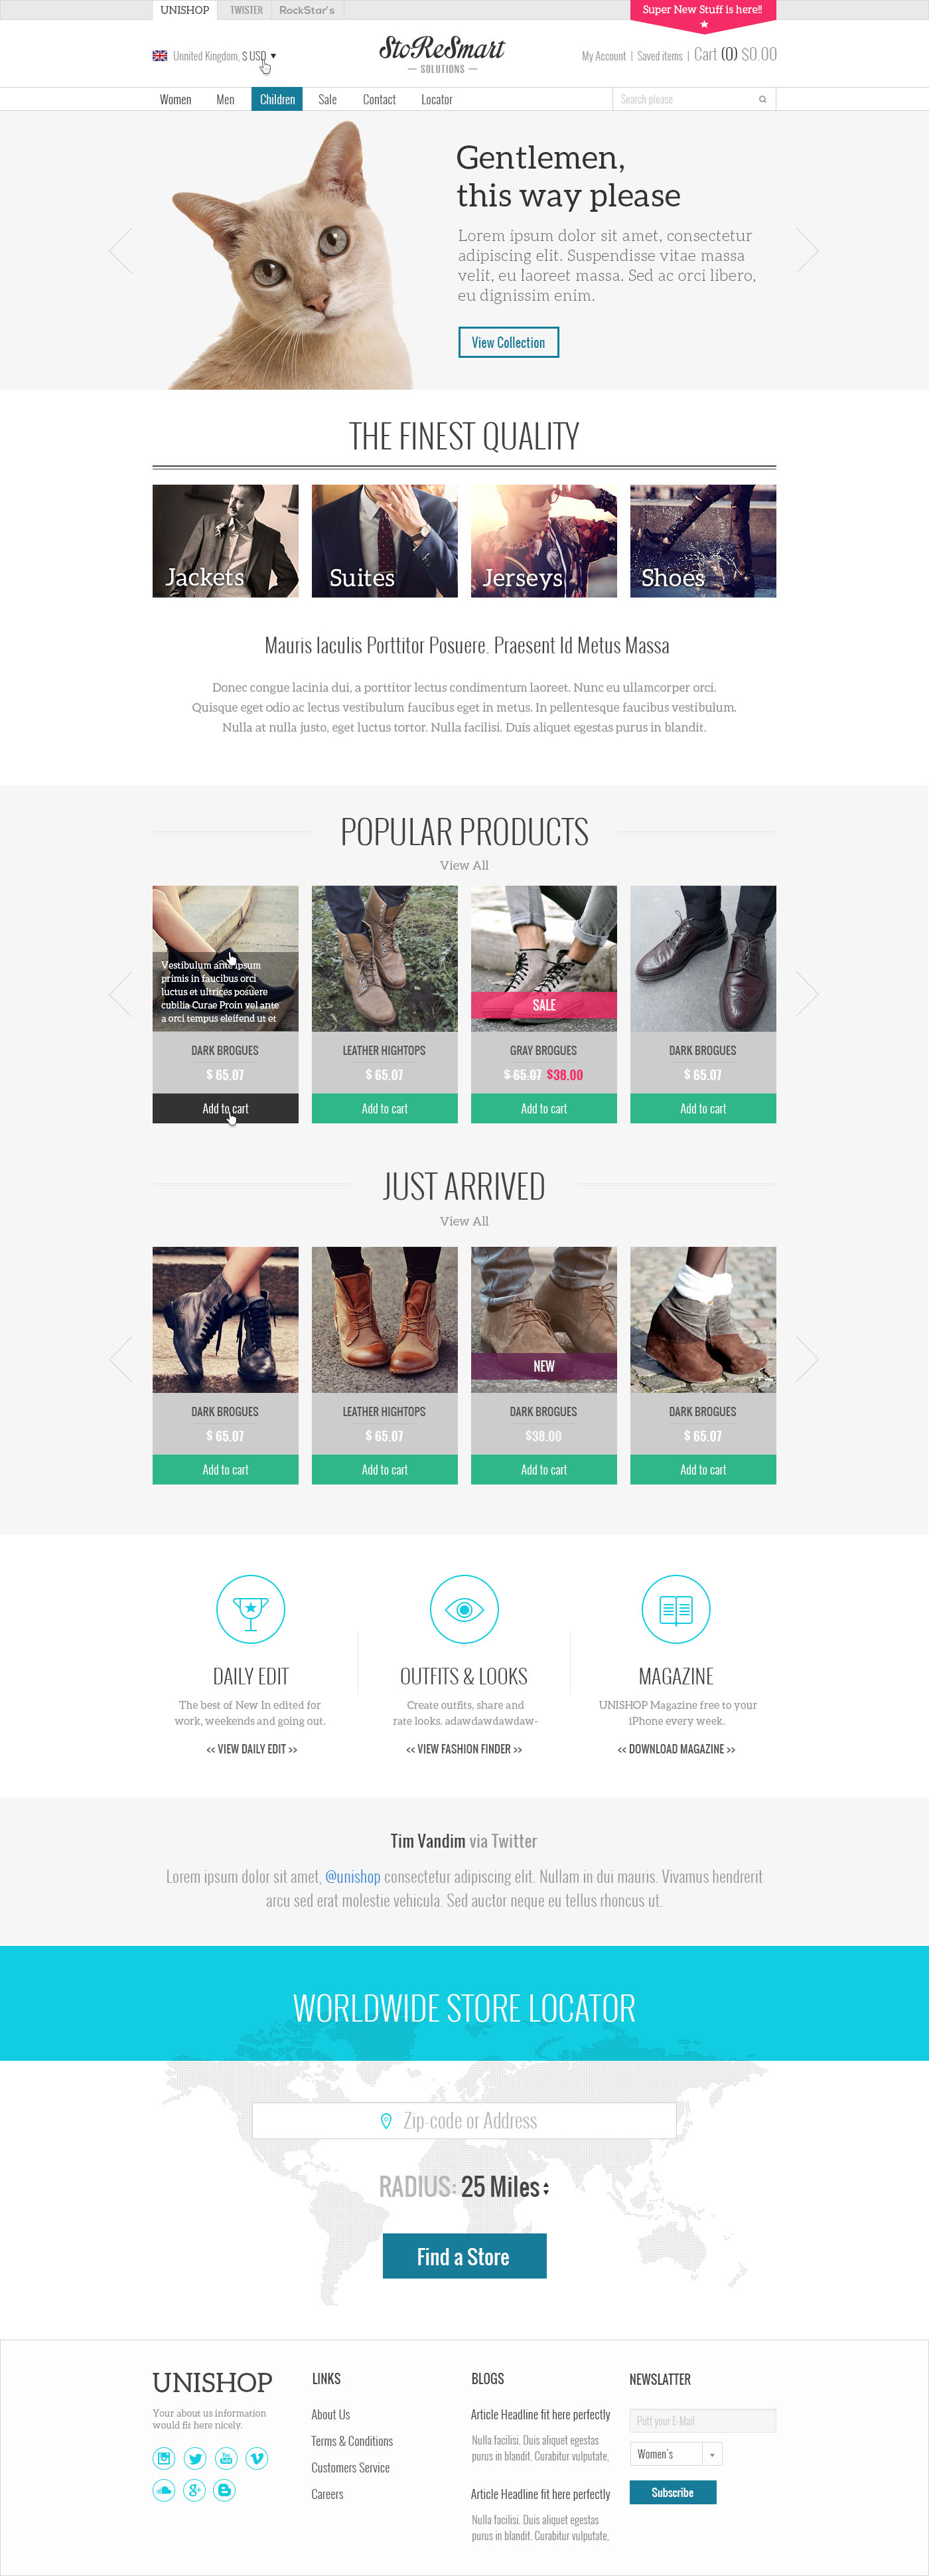 UNISHOP TWISTER RockStar's
Super New Stuff is here!!
Unnited Kingdom, $ USD
StoReSmart
SOLUTIONS
My Account | Saved items | Cart (0) $0.00
Women Men Children Sale Contact Locator
Search please
Gentlemen,
this way please
Lorem ipsum dolor sit amet, consectetur
adipiscing elit. Suspendisse vitae massa
velit, eu laoreet massa. Sed ac orci libero,
eu dignissim enim.
View Collection
THE FINEST QUALITY
Jackets Suites Jerseys Shoes
Mauris Iaculis Porttitor Posuere. Praesent Id Metus Massa
Donec congue lacinia dui, a porttitor lectus condimentum laoreet. Nunc eu ullamcorper orci.
Quisque eget odio ac lectus vestibulum faucibus eget in metus. In pellentesque faucibus vestibulum.
Nulla at nulla justo, eget luctus tortor. Nulla facilisi. Duis aliquet egestas purus in blandit.
POPULAR PRODUCTS
View All
Vestibulum ante ipsum
primis in faucibus orci
luctus et ultrices posuere
cubilia Curae Proin vel ante
a orci tempus eleifend ut et
SALE
DARK BROGUES LEATHER HIGHTOPS GRAY BROGUES DARK BROGUES
$ 65.07 $ 65.07 $ 65.07 $38.00 $ 65.07
Add to cart Add to cart Add to cart Add to cart
JUST ARRIVED
View All
NEW
DARK BROGUES LEATHER HIGHTOPS DARK BROGUES DARK BROGUES
$ 65.07 $ 65.07 $38.00 $ 65.07
Add to cart Add to cart Add to cart Add to cart
DAILY EDIT
The best of New In edited for
work, weekends and going out.
<< VIEW DAILY EDIT >>
OUTFITS & LOOKS
Create outfits, share and
rate looks. adawdawdawdaw-
<< VIEW FASHION FINDER >>
MAGAZINE
UNISHOP Magazine free to your
iPhone every week.
<< DOWNLOAD MAGAZINE >>
Tim Vandim via Twitter
Lorem ipsum dolor sit amet, @unishop consectetur adipiscing elit. Nullam in dui mauris. Vivamus hendrerit
arcu sed erat molestie vehicula. Sed auctor neque eu tellus rhoncus ut.
WORLDWIDE STORE LOCATOR
Zip-code or Address
RADIUS: 25 Miles
Find a Store
UNISHOP
Your about us information
would fit here nicely.
You
Tube
g+
LINKS
About Us
Terms & Conditions
Customers Service
Careers
BLOGS
Article Headline fit here perfectly
Nulla facilisi. Duis aliquet egestas
purus in blandit. Curabitur vulputate,
Article Headline fit here perfectly
Nulla facilisi. Duis aliquet egestas
purus in blandit. Curabitur vulputate,
NEWSLATTER
Putt your E-Mail
Women's
Subscribe